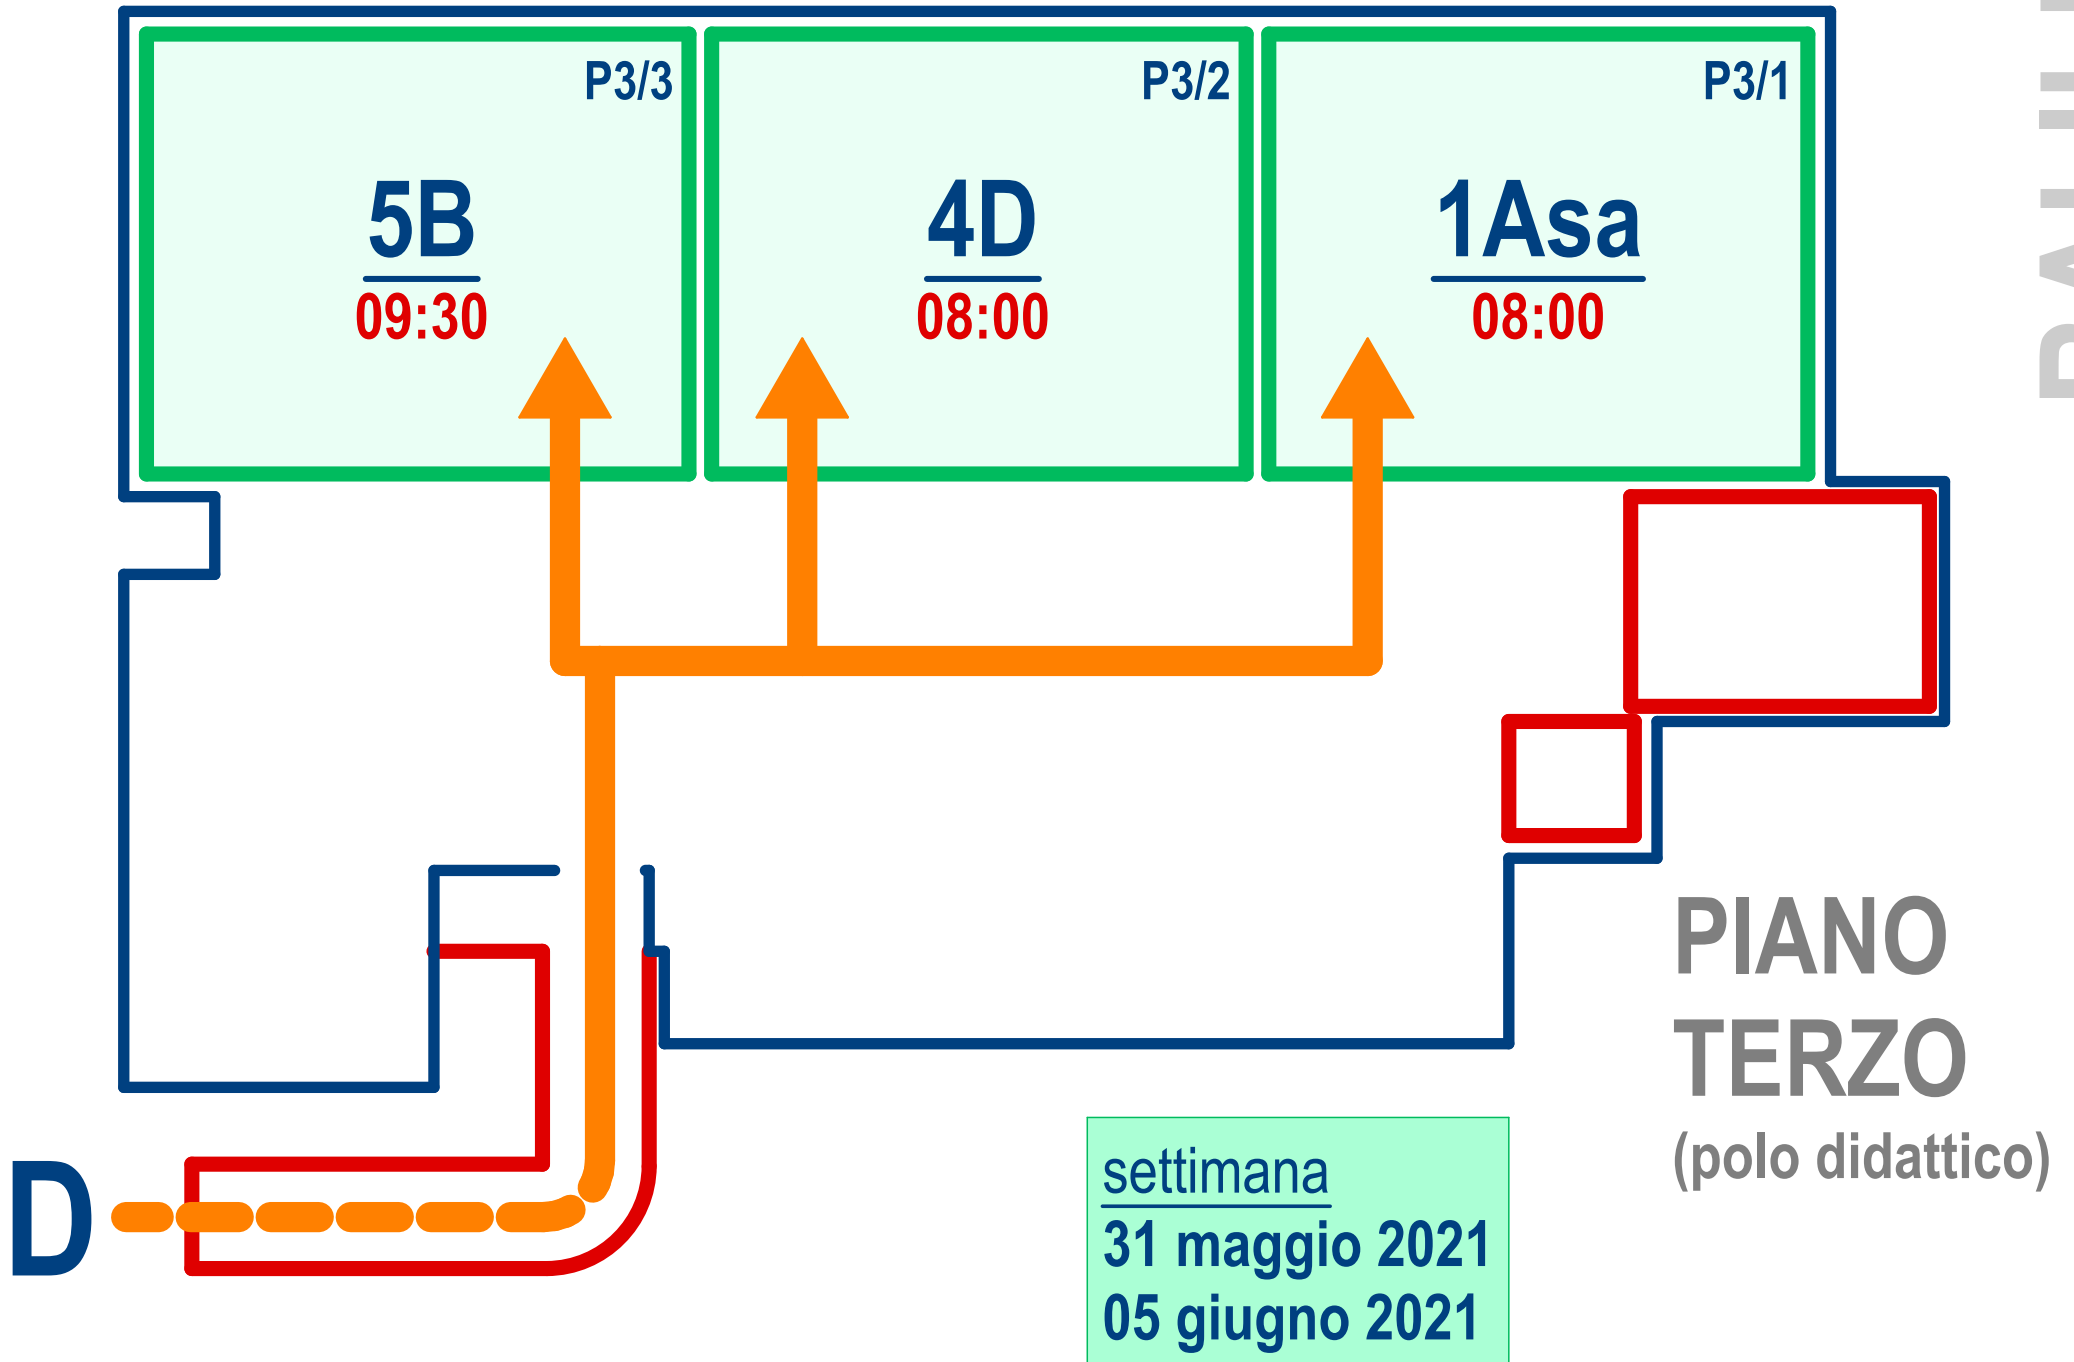 P3/3
P3/2
P3/1
5B
4D
1Asa
09:30
08:00
08:00
PIANO
TERZO
(polo didattico)
D
settimana
31 maggio 2021
05 giugno 2021